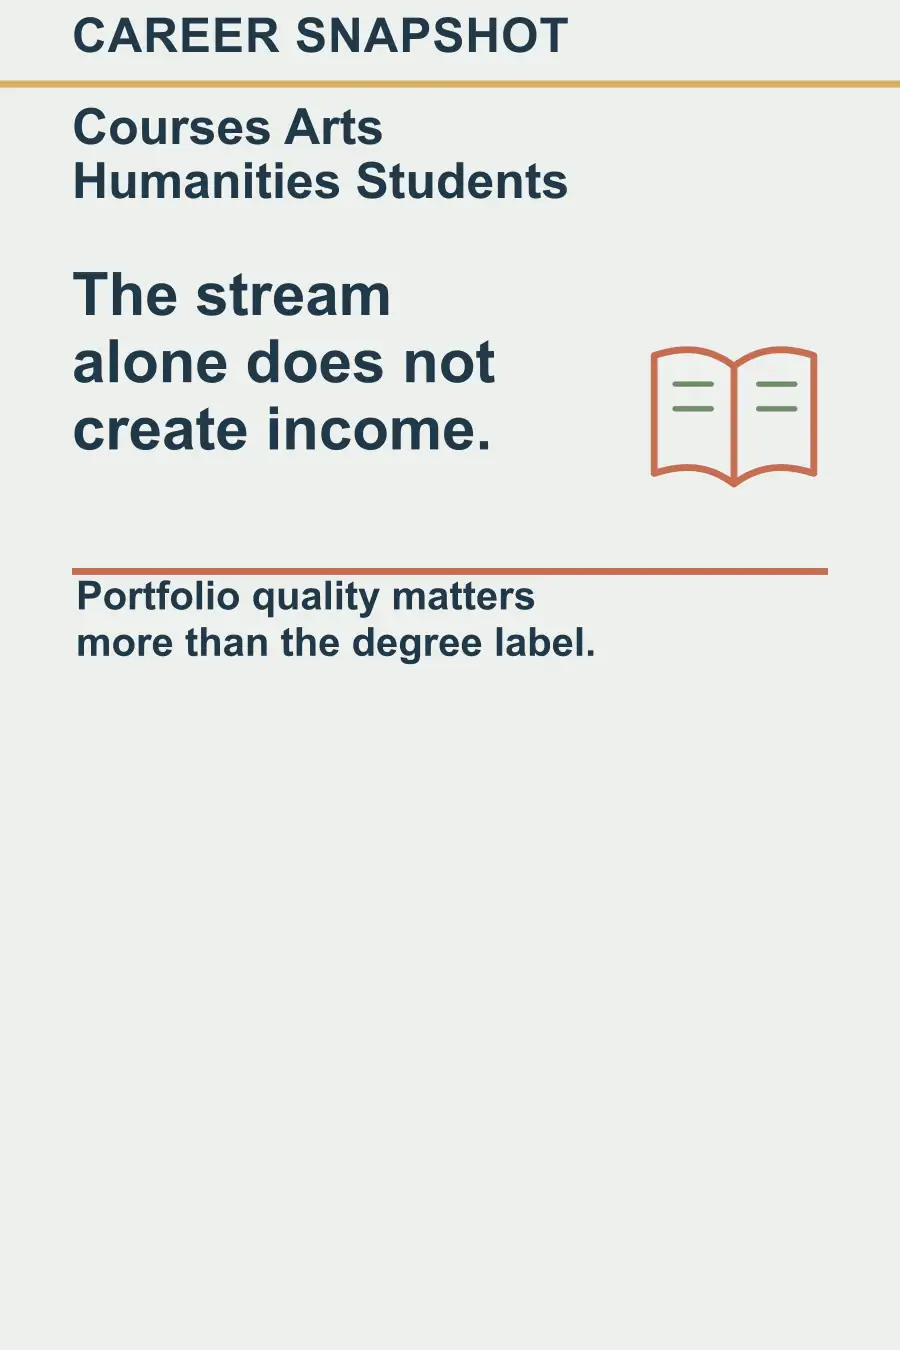 CAREER SNAPSHOT
Courses Arts
Humanities Students
The stream
alone does not
create income.
Portfolio quality matters
more than the degree label.